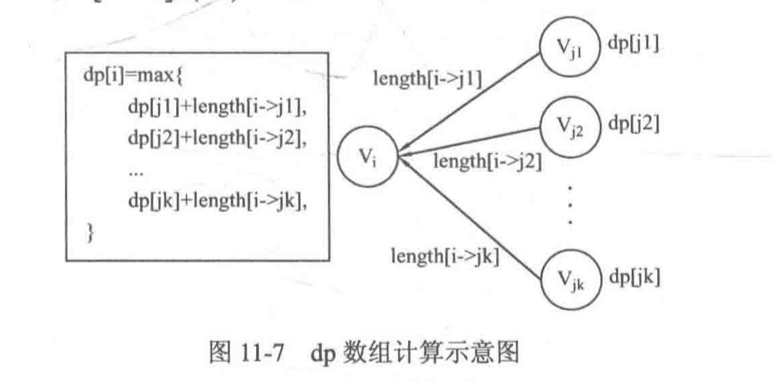 dp[i]=max{
dp[j1]+length[i->j1],
dp[j2]+length[i->j2],
...
dp[jk]+length[i->jk],
}
length[i->j1]
V_{j1} dp[j1]
V_i
length[i->j2]
V_{j2} dp[j2]
length[i->jk]
V_{jk} dp[jk]
图 11-7 dp 数组计算示意图